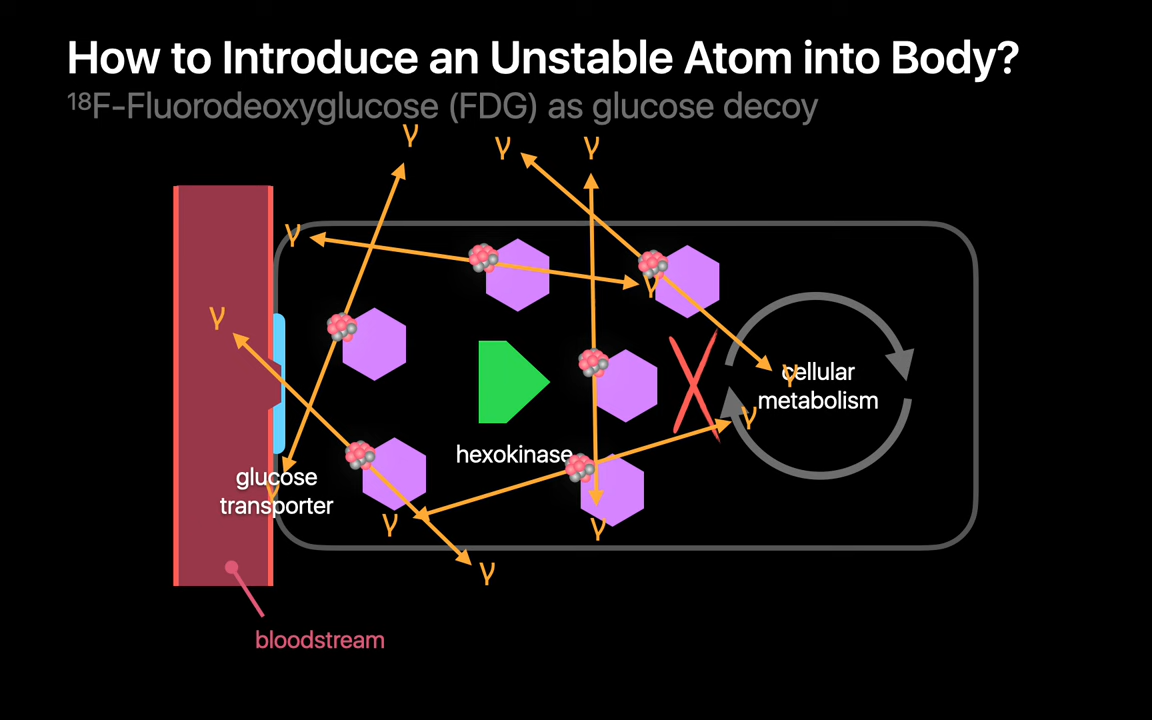 How to Introduce an Unstable Atom into Body?
¹⁸F-Fluorodeoxyglucose (FDG) as glucose decoy
γ
γ
γ
γ
γ
γ
γ
γ
γ
γ
γ
γ
cellular
metabolism
hexokinase
glucose
transporter
bloodstream